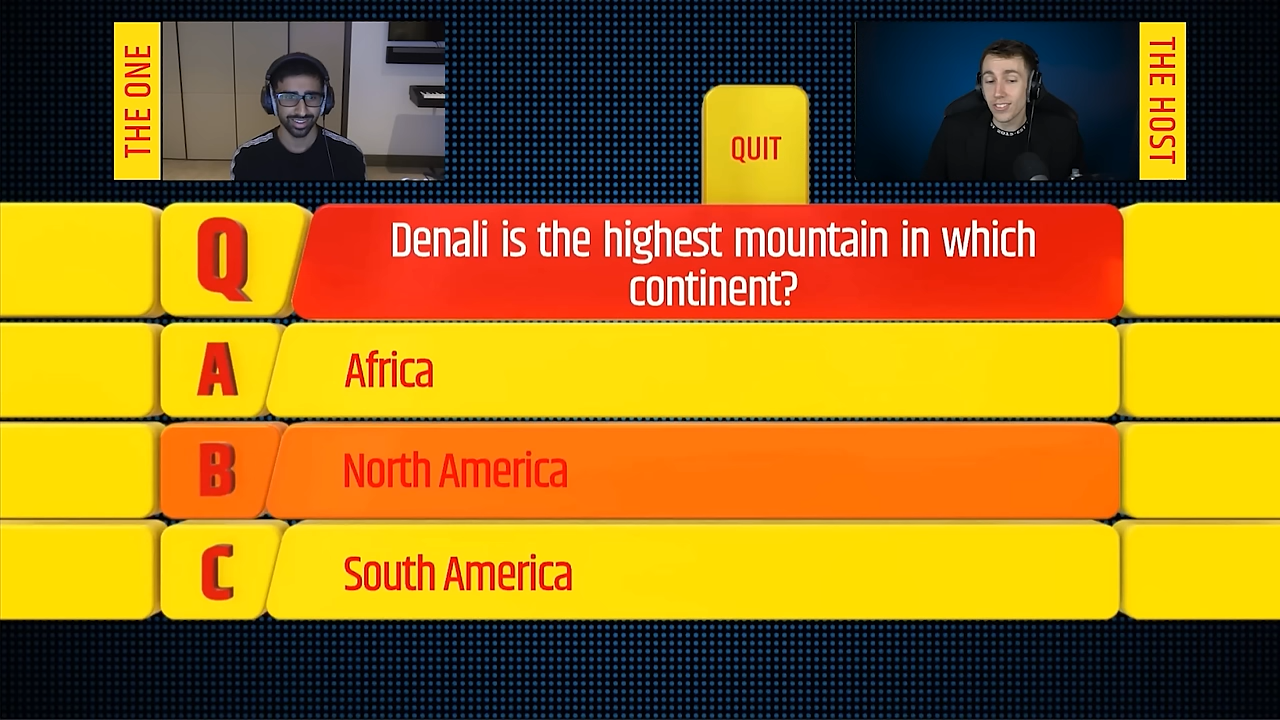 THE ONE
THE HOST
QUIT
Q
Denali is the highest mountain in which
continent?
A
Africa
B
North America
C
South America